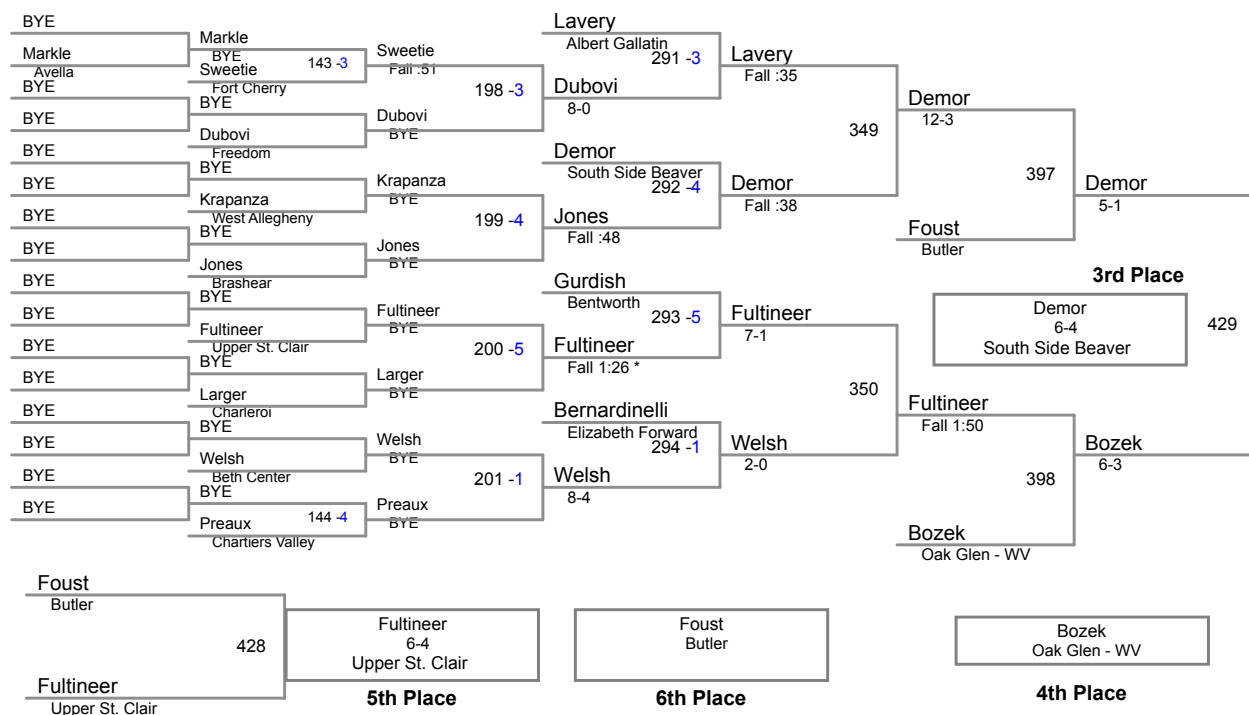 BYE
Markle
Avella
BYE
BYE
BYE
BYE
BYE
BYE
BYE
BYE
BYE
BYE
BYE
BYE
BYE
BYE
Markle
BYE
143 -3
Sweetie
Fort Cherry
BYE
Dubovi
Freedom
BYE
Krapanza
West Allegheny
BYE
Jones
Brashear
BYE
Fultineer
Upper St. Clair
BYE
Larger
Charleroi
BYE
Welsh
Beth Center
BYE
144 -4
Preaux
Chartiers Valley
Sweetie
Fall :51
198 -3
Dubovi
BYE
Krapanza
BYE
199 -4
Jones
BYE
Fultineer
BYE
200 -5
Larger
BYE
Welsh
BYE
201 -1
Preaux
BYE
Lavery
Albert Gallatin
291 -3
Dubovi
8-0
Demor
South Side Beaver
292 -4
Jones
Fall :48
Gurdish
Bentworth
293 -5
Fultineer
Fall 1:26 *
Bernardinelli
Elizabeth Forward
294 -1
Welsh
8-4
Lavery
Fall :35
349
Demor
Fall :38
Fultineer
7-1
350
Welsh
2-0
Demor
12-3
397
Foust
Butler
Fultineer
Fall 1:50
398
Bozek
Oak Glen - WV
Demor
5-1
3rd Place
Demor
6-4
South Side Beaver
429
Bozek
6-3
Foust
Butler
428
Fultineer
Upper St. Clair
Fultineer
6-4
Upper St. Clair
5th Place
Foust
Butler
6th Place
Bozek
Oak Glen - WV
4th Place